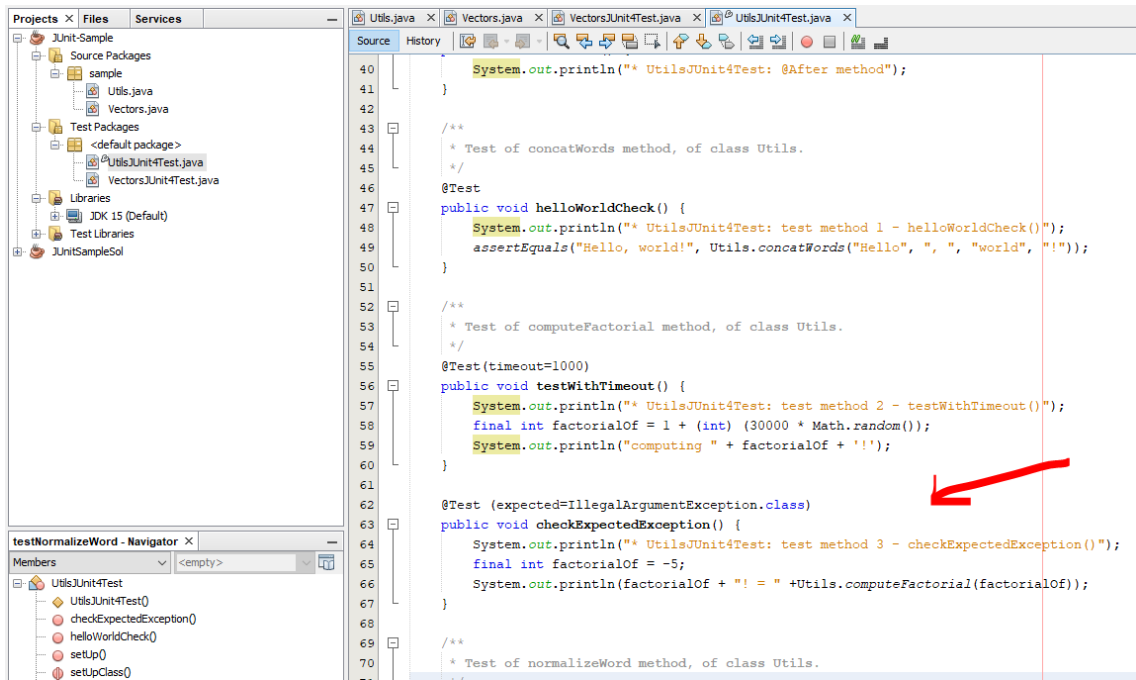 Projects × Files Services
JUnit-Sample
Source Packages
sample
Utils.java
Vectors.java
Test Packages
<default package>
UtilsJUnit4Test.java
VectorsJUnit4Test.java
Libraries
JDK 15 (Default)
Test Libraries
JUnitSampleSol
testNormalizeWord - Navigator ×
Members <empty>
UtilsJUnit4Test
UtilsJUnit4Test()
checkExpectedException()
helloWorldCheck()
setUp()
setUpClass()
Utils.java × Vectors.java × VectorsJUnit4Test.java × UtilsJUnit4Test.java ×
Source History
40 System.out.println("* UtilsJUnit4Test: @After method");
41 }
42
43 /**
44 * Test of concatWords method, of class Utils.
45 */
46 @Test
47 public void helloWorldCheck() {
48 System.out.println("* UtilsJUnit4Test: test method 1 - helloWorldCheck()");
49 assertEquals("Hello, world!", Utils.concatWords("Hello", ", ", "world", "!"));
50 }
51
52 /**
53 * Test of computeFactorial method, of class Utils.
54 */
55 @Test(timeout=1000)
56 public void testWithTimeout() {
57 System.out.println("* UtilsJUnit4Test: test method 2 - testWithTimeout()");
58 final int factorialOf = 1 + (int) (30000 * Math.random());
59 System.out.println("computing " + factorialOf + '!');
60 }
61
62 @Test (expected=IllegalArgumentException.class)
63 public void checkExpectedException() {
64 System.out.println("* UtilsJUnit4Test: test method 3 - checkExpectedException()");
65 final int factorialOf = -5;
66 System.out.println(factorialOf + "! = " +Utils.computeFactorial(factorialOf));
67 }
68
69 /**
70 * Test of normalizeWord method, of class Utils.